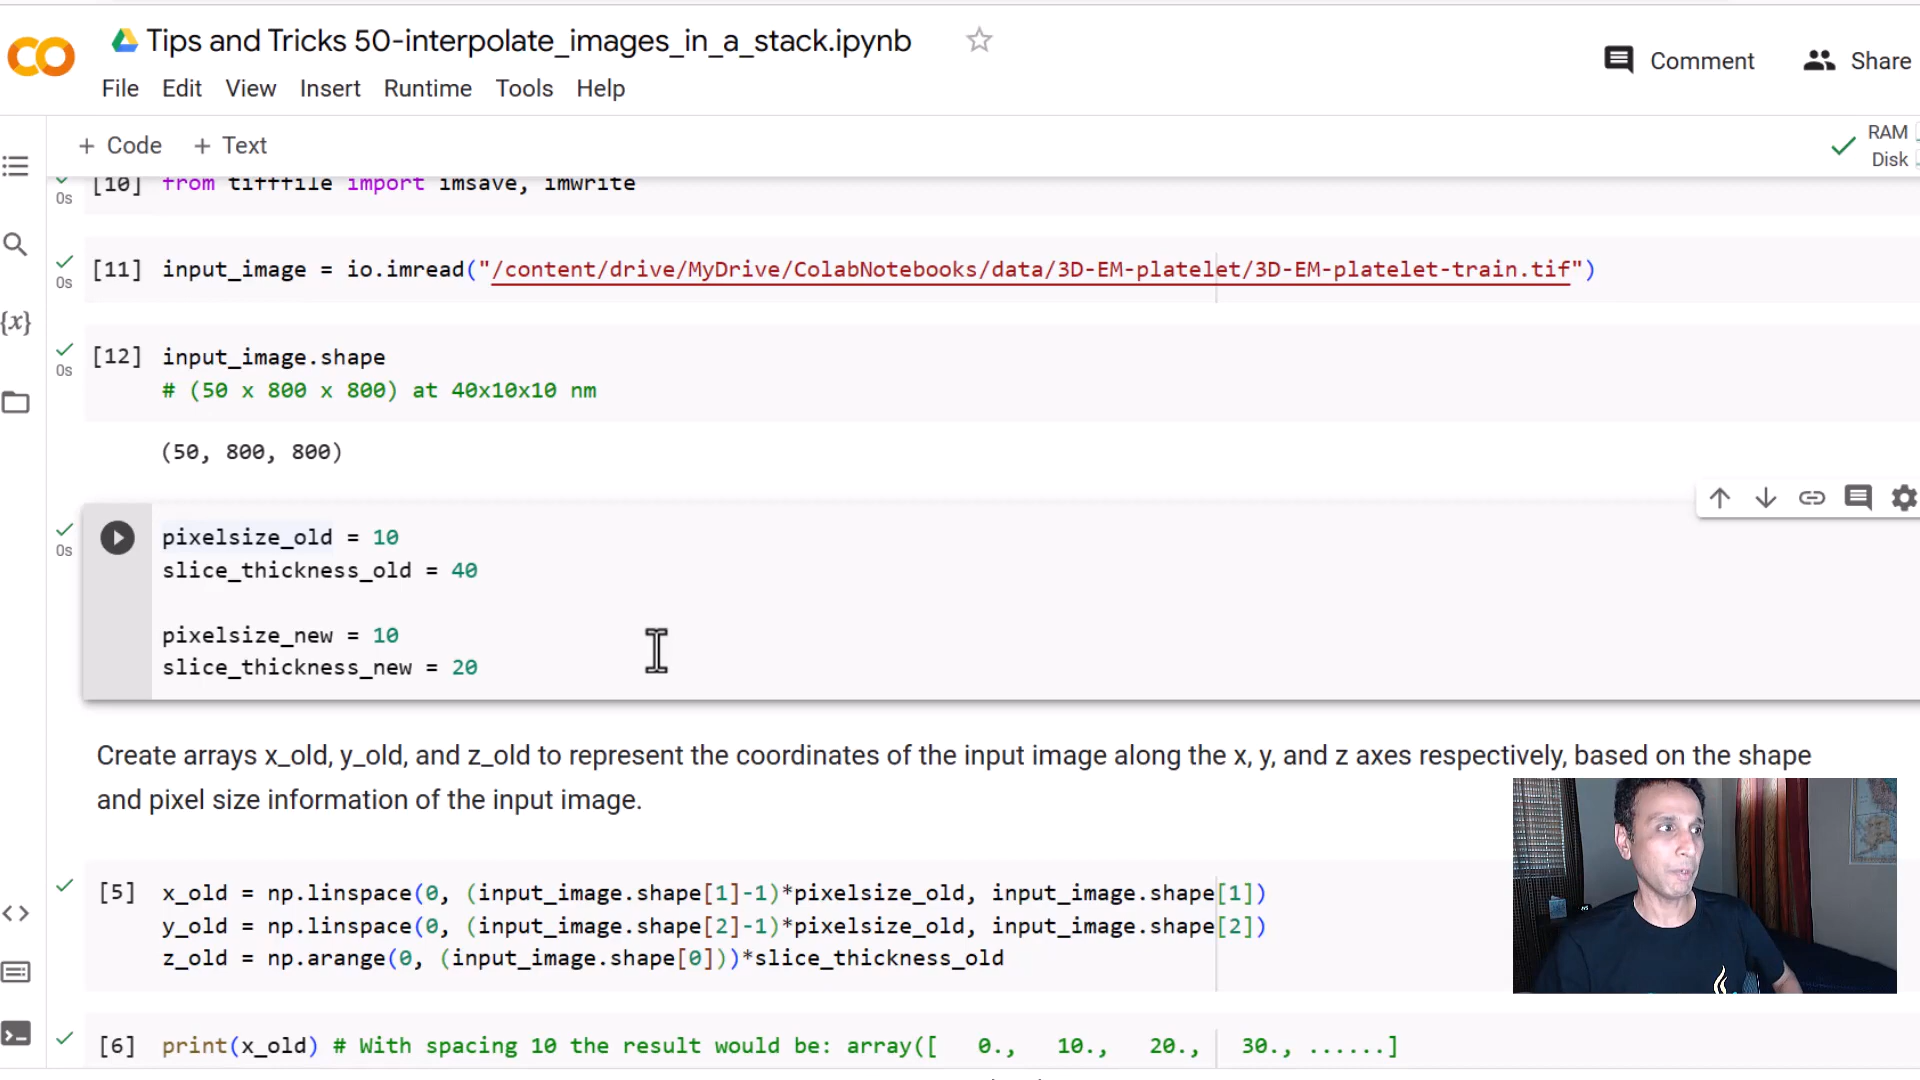 Tips and Tricks 50-interpolate_images_in_a_stack.ipynb
Comment
Share
File Edit View Insert Runtime Tools Help
+ Code + Text
RAM
Disk
[10] from tifffile import imsave, imwrite
0s
[11] input_image = io.imread("/content/drive/MyDrive/ColabNotebooks/data/3D-EM-platelet/3D-EM-platelet-train.tif")
0s
[12] input_image.shape
0s
# (50 x 800 x 800) at 40x10x10 nm
(50, 800, 800)
pixelsize_old = 10
0s
slice_thickness_old = 40
pixelsize_new = 10
slice_thickness_new = 20
Create arrays x_old, y_old, and z_old to represent the coordinates of the input image along the x, y, and z axes respectively, based on the shape
and pixel size information of the input image.
[5] x_old = np.linspace(0, (input_image.shape[1]-1)*pixelsize_old, input_image.shape[1])
y_old = np.linspace(0, (input_image.shape[2]-1)*pixelsize_old, input_image.shape[2])
z_old = np.arange(0, (input_image.shape[0]))*slice_thickness_old
[6] print(x_old) # With spacing 10 the result would be: array([ 0., 10., 20., 30., ......]